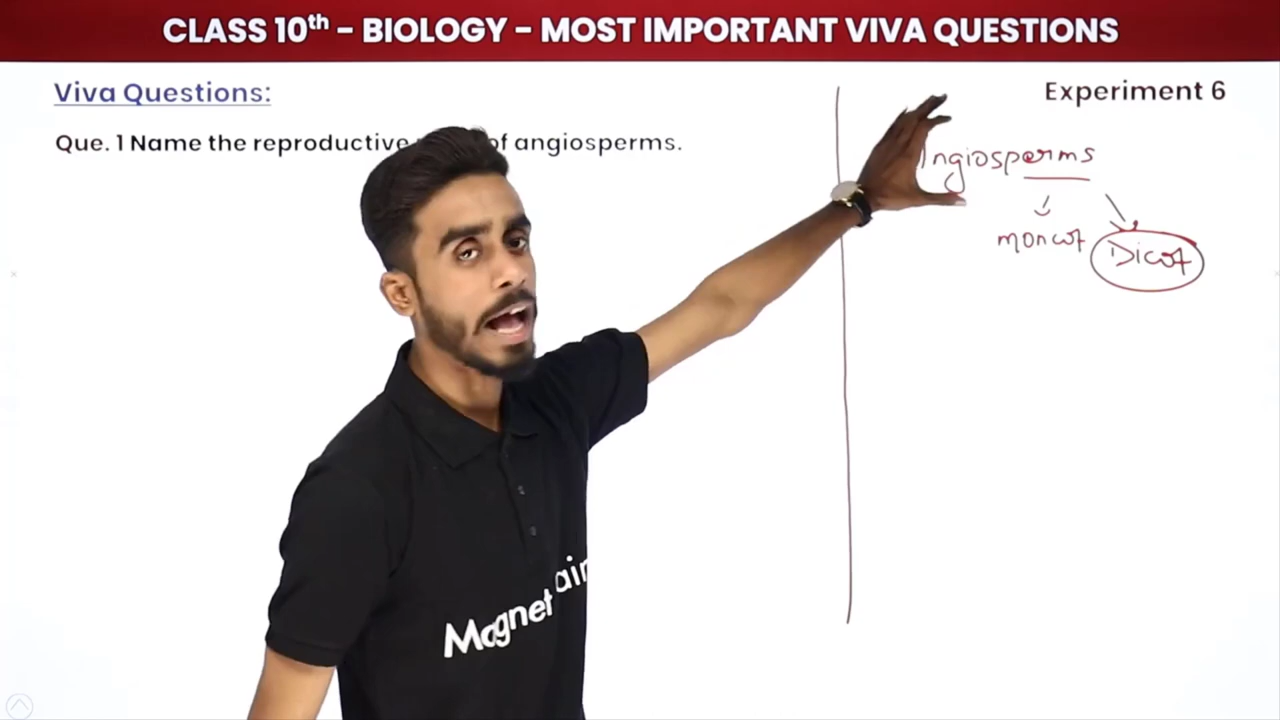 CLASS 10th - BIOLOGY - MOST IMPORTANT VIVA QUESTIONS
Viva Questions:
Experiment 6
Que. 1 Name the reproductive of angiosperms.
ngiosperms
moncot
Dicot
Magnet